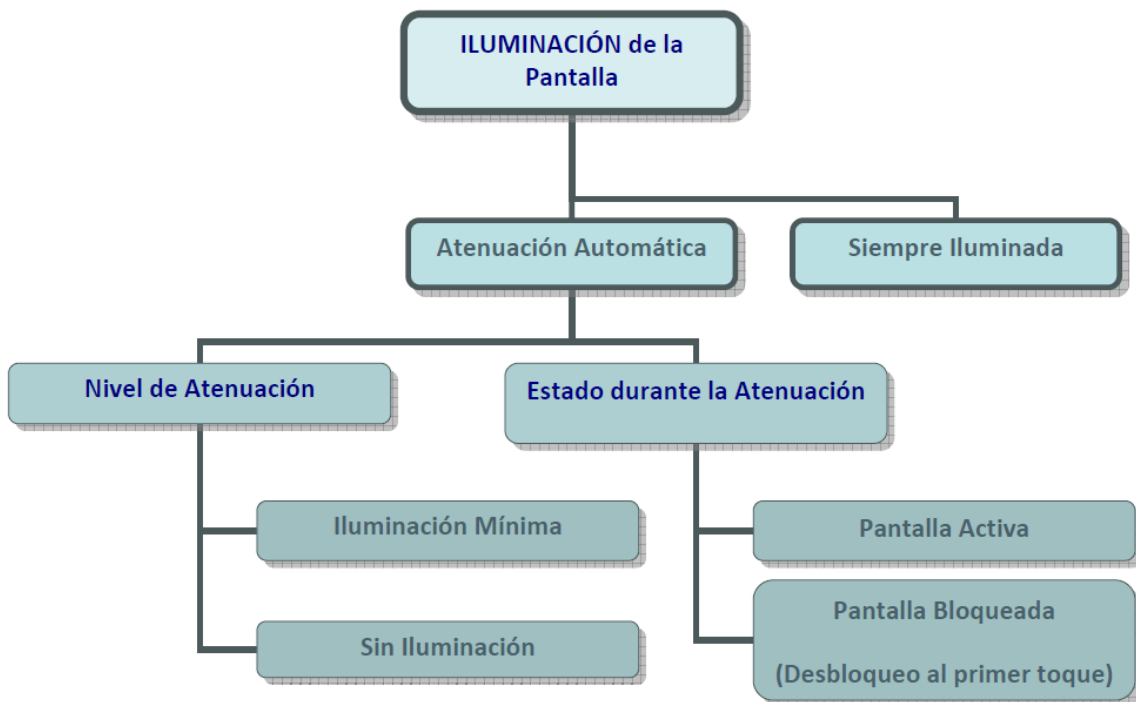 ILUMINACIÓN de la
Pantalla
Atenuación Automática
Siempre Iluminada
Nivel de Atenuación
Estado durante la Atenuación
Iluminación Mínima
Pantalla Activa
Sin Iluminación
Pantalla Bloqueada
(Desbloqueo al primer toque)